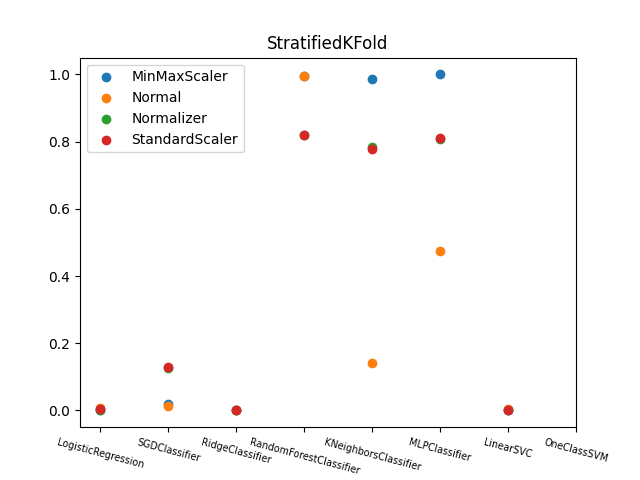 StratifiedKFold
MinMaxScaler
Normal
Normalizer
StandardScaler
1.0
0.8
0.6
0.4
0.2
0.0
LogisticRegression
SGDClassifier
RidgeClassifier
RandomForestClassifier
KNeighborsClassifier
MLPClassifier
LinearSVC
OneClassSVM